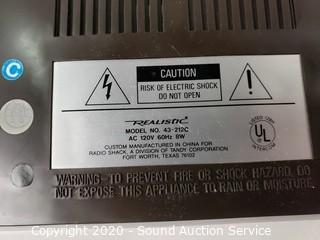 CAUTION
RISK OF ELECTRIC SHOCK
DO NOT OPEN
REALISTIC
MODEL NO. 43-212C
AC 120V 60Hz 8W
CUSTOM MANUFACTURED IN CHINA FOR
RADIO SHACK, A DIVISION OF TANDY CORPORATION
FORT WORTH, TEXAS 76102
LISTED
UL
INTERCOM
C
WARNING: TO PREVENT FIRE OR SHOCK HAZARD, DO
NOT EXPOSE THIS APPLIANCE TO RAIN OR MOISTURE.
Copyright 2020 - Sound Auction Service